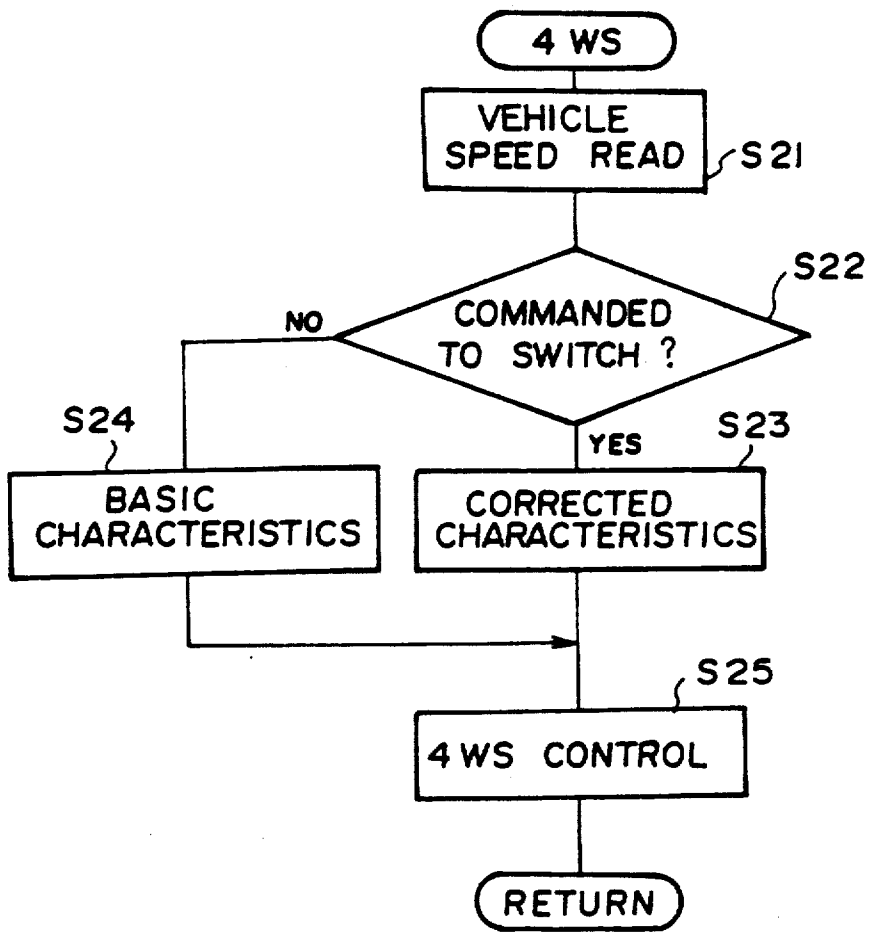 4 WS
VEHICLE
SPEED READ
S21
S22
COMMANDED
TO SWITCH ?
NO
YES
S24
S23
BASIC
CHARACTERISTICS
CORRECTED
CHARACTERISTICS
S25
4 WS CONTROL
RETURN